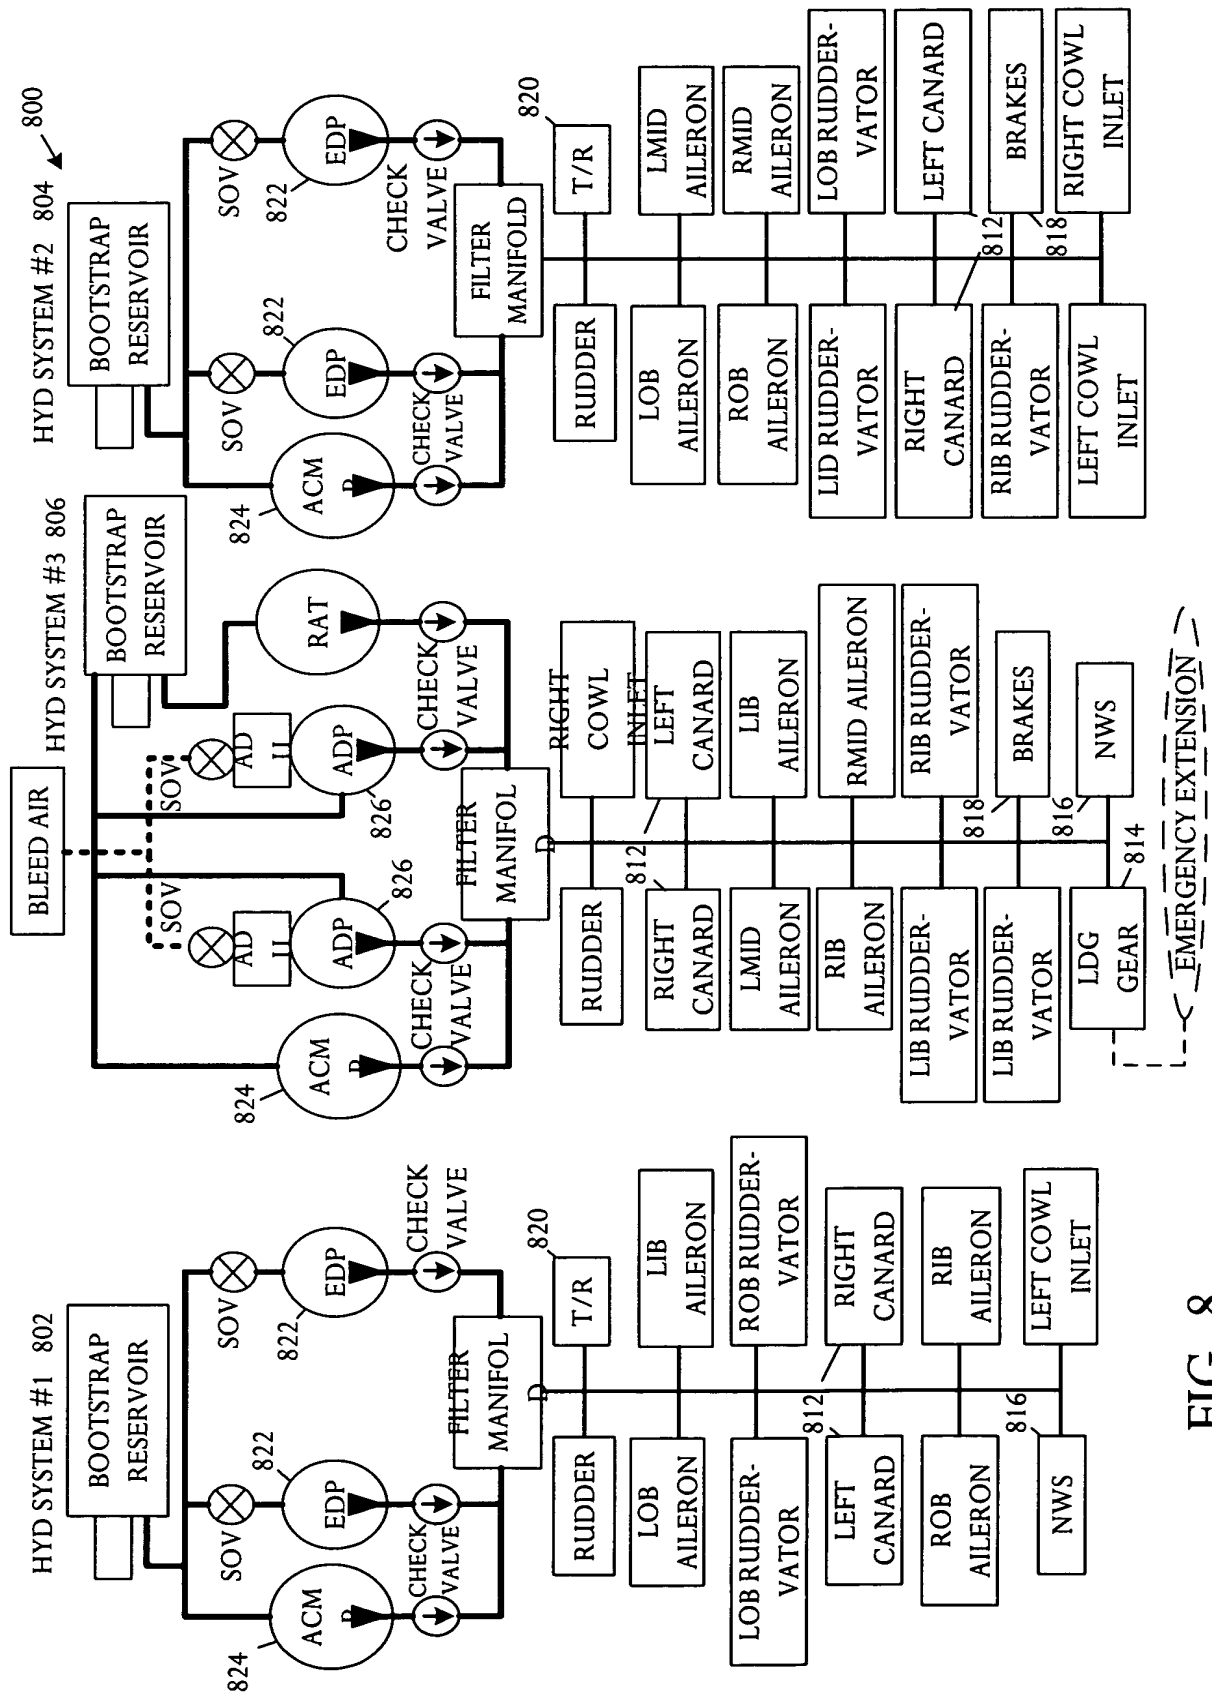 800
HYD SYSTEM #1 802
BOOTSTRAP
RESERVOIR
SOV
SOV
824
ACM
P
822
EDP
822
EDP
CHECK
VALVE
CHECK
VALVE
FILTER
MANIFOL
D
820
RUDDER
T/R
LOB
AILERON
LIB
AILERON
LOB RUDDER-
VATOR
ROB RUDDER-
VATOR
812
LEFT
CANARD
RIGHT
CANARD
ROB
AILERON
RIB
AILERON
816
NWS
LEFT COWL
INLET
BLEED AIR
HYD SYSTEM #3 806
BOOTSTRAP
RESERVOIR
SOV
SOV
AD
U
AD
U
824
ACM
P
ADP
826
ADP
826
RAT
CHECK
VALVE
CHECK
VALVE
FILTER
MANIFOL
D
RUDDER
RIGHT
COWL
INLET
812
RIGHT
CANARD
LEFT
CANARD
LMID
AILERON
LIB
AILERON
RIB
AILERON
RMID AILERON
LIB RUDDER-
VATOR
RIB RUDDER-
VATOR
818
LIB RUDDER-
VATOR
BRAKES
816
LDG
GEAR
814
NWS
EMERGENCY EXTENSION
HYD SYSTEM #2 804
BOOTSTRAP
RESERVOIR
SOV
SOV
824
ACM
P
822
EDP
822
EDP
CHECK
VALVE
CHECK
VALVE
FILTER
MANIFOLD
820
RUDDER
T/R
LOB
AILERON
LMID
AILERON
ROB
AILERON
RMID
AILERON
LID RUDDER-
VATOR
LOB RUDDER-
VATOR
RIGHT
CANARD
LEFT CANARD
812
RIB RUDDER-
VATOR
BRAKES
818
LEFT COWL
INLET
RIGHT COWL
INLET
FIG. 8